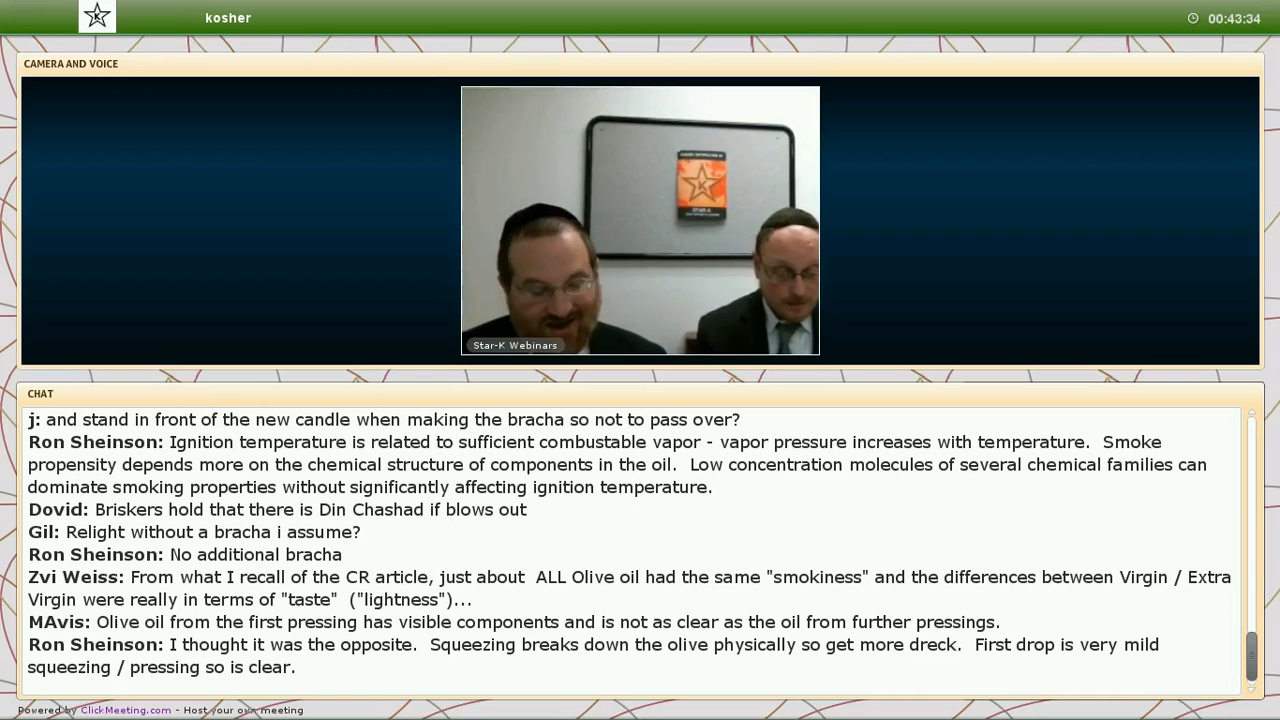 K
kosher
00:43:34
CAMERA AND VOICE
K
STAR-K
Star-K Webinars
CHAT
j: and stand in front of the new candle when making the bracha so not to pass over?
Ron Sheinson: Ignition temperature is related to sufficient combustable vapor - vapor pressure increases with temperature. Smoke
propensity depends more on the chemical structure of components in the oil. Low concentration molecules of several chemical families can
dominate smoking properties without significantly affecting ignition temperature.
Dovid: Briskers hold that there is Din Chashad if blows out
Gil: Relight without a bracha i assume?
Ron Sheinson: No additional bracha
Zvi Weiss: From what I recall of the CR article, just about ALL Olive oil had the same "smokiness" and the differences between Virgin / Extra
Virgin were really in terms of "taste" ("lightness")...
MAvis: Olive oil from the first pressing has visible components and is not as clear as the oil from further pressings.
Ron Sheinson: I thought it was the opposite. Squeezing breaks down the olive physically so get more dreck. First drop is very mild
squeezing / pressing so is clear.
Powered by ClickMeeting.com - Host your own meeting